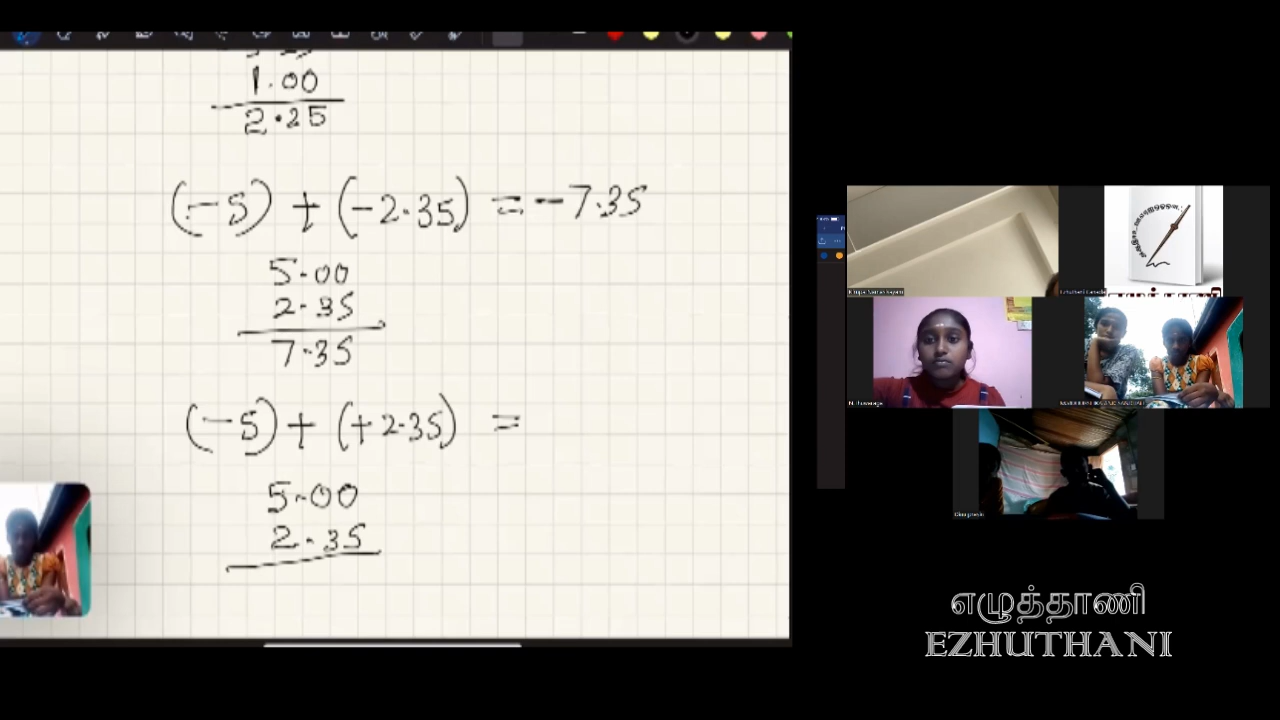 1.00
2.25
(-5) + (-2.35) = -7.35
5.00
2.35
7.35
(-5) + (+2.35) =
5.00
2.35
எழுத்தாணி
EZHUTHANI